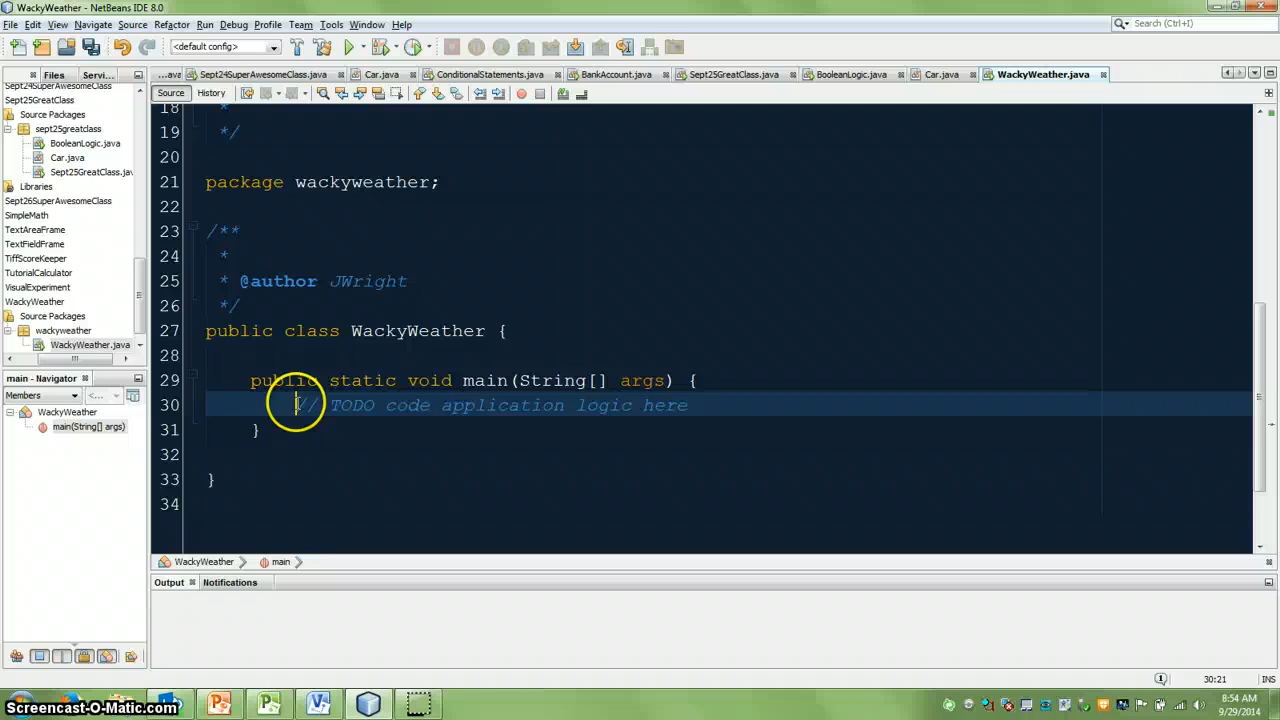 WackyWeather - NetBeans IDE 8.0
File Edit View Navigate Source Refactor Run Debug Profile Team Tools Window Help
Search (Ctrl+I)
<default config>
Files Servi...
...ava Sept24SuperAwesomeClass.java Car.java ConditionalStatements.java BankAccount.java Sept25GreatClass.java BooleanLogic.java Car.java WackyWeather.java
Source History
Sept24SuperAwesomeClass
Sept25GreatClass
Source Packages
sept25greatclass
BooleanLogic.java
Car.java
Sept25GreatClass.jav
Libraries
Sept26SuperAwesomeClass
SimpleMath
TextAreaFrame
TextFieldFrame
TiffScoreKeeper
TutorialCalculator
VisualExperiment
WackyWeather
Source Packages
wackyweather
WackyWeather.java
main - Navigator
Members <...
WackyWeather
main(String[] args)
18 *
19 */
20
21 package wackyweather;
22
23 /**
24 *
25 * @author JWright
26 */
27 public class WackyWeather {
28
29 public static void main(String[] args) {
30 // TODO code application logic here
31 }
32
33 }
34
WackyWeather main
Output Notifications
30:21 INS
Screencast-O-Matic.com
8:54 AM
9/29/2014